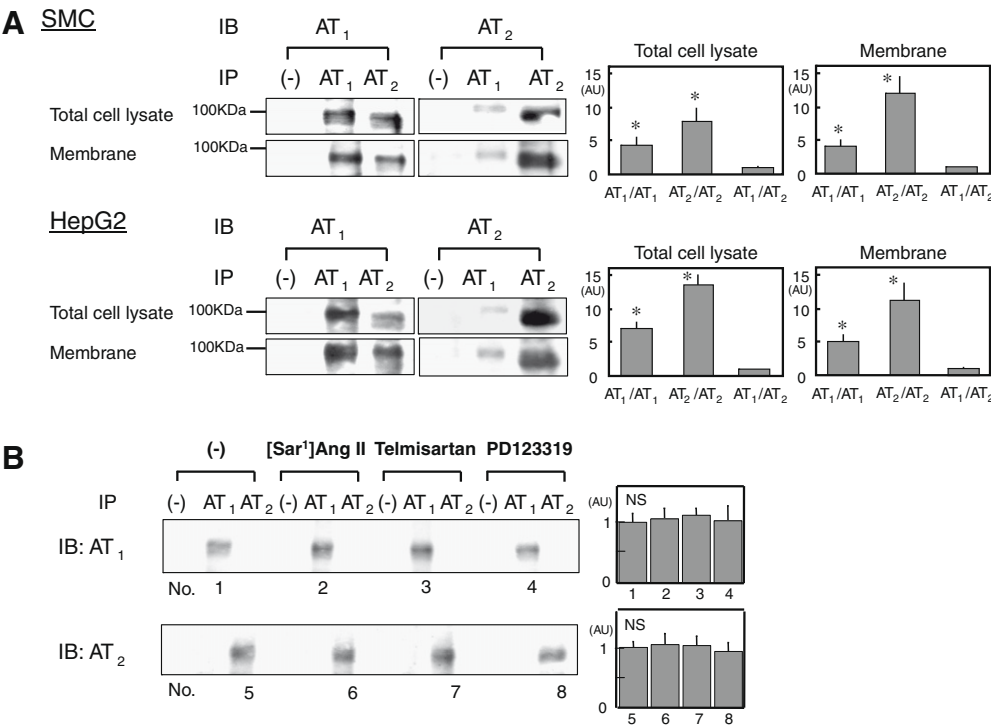 A SMC
IB AT1 AT2
IP (-) AT1 AT2 (-) AT1 AT2
Total cell lysate 100KDa
Membrane 100KDa
Total cell lysate
15
(AU)
10
5
0
* *
AT1/AT1 AT2/AT2 AT1/AT2
Membrane
15
(AU)
10
5
0
* *
AT1/AT1 AT2/AT2 AT1/AT2
HepG2
IB AT1 AT2
IP (-) AT1 AT2 (-) AT1 AT2
Total cell lysate 100KDa
Membrane 100KDa
Total cell lysate
15
(AU)
10
5
0
* *
AT1/AT1 AT2/AT2 AT1/AT2
Membrane
15
(AU)
10
5
0
* *
AT1/AT1 AT2/AT2 AT1/AT2
B
(-) [Sar1]Ang II Telmisartan PD123319
IP (-) AT1 AT2 (-) AT1 AT2 (-) AT1 AT2 (-) AT1 AT2
IB: AT1
No. 1 2 3 4
(AU) NS
1
0
1 2 3 4
IB: AT2
No. 5 6 7 8
(AU) NS
1
0
5 6 7 8